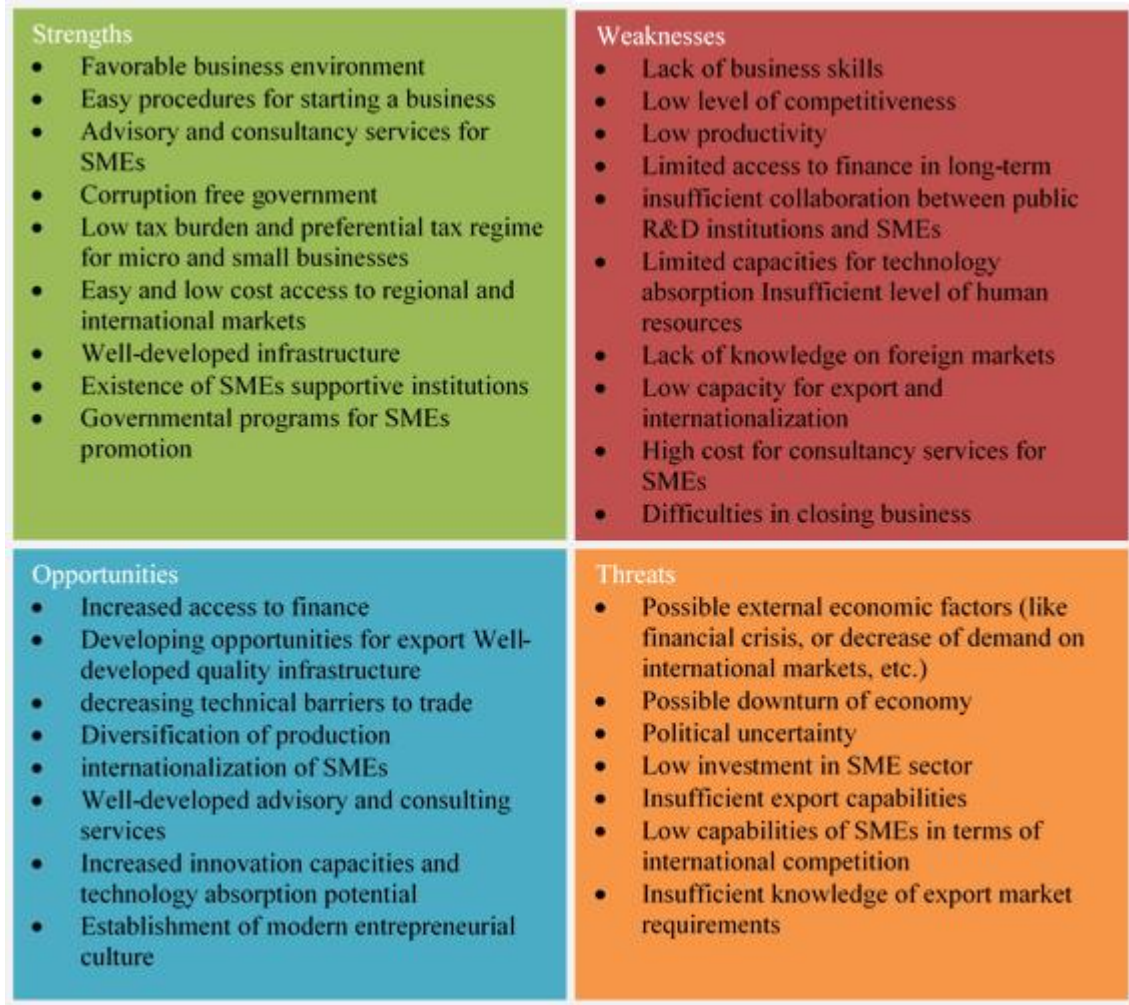 Strengths
• Favorable business environment
• Easy procedures for starting a business
• Advisory and consultancy services for
SMEs
• Corruption free government
• Low tax burden and preferential tax regime
for micro and small businesses
• Easy and low cost access to regional and
international markets
• Well-developed infrastructure
• Existence of SMEs supportive institutions
• Governmental programs for SMEs
promotion
Weaknesses
• Lack of business skills
• Low level of competitiveness
• Low productivity
• Limited access to finance in long-term
• insufficient collaboration between public
R&D institutions and SMEs
• Limited capacities for technology
absorption Insufficient level of human
resources
• Lack of knowledge on foreign markets
• Low capacity for export and
internationalization
• High cost for consultancy services for
SMEs
• Difficulties in closing business
Opportunities
• Increased access to finance
• Developing opportunities for export Well-
developed quality infrastructure
• decreasing technical barriers to trade
• Diversification of production
• internationalization of SMEs
• Well-developed advisory and consulting
services
• Increased innovation capacities and
technology absorption potential
• Establishment of modern entrepreneurial
culture
Threats
• Possible external economic factors (like
financial crisis, or decrease of demand on
international markets, etc.)
• Possible downturn of economy
• Political uncertainty
• Low investment in SME sector
• Insufficient export capabilities
• Low capabilities of SMEs in terms of
international competition
• Insufficient knowledge of export market
requirements